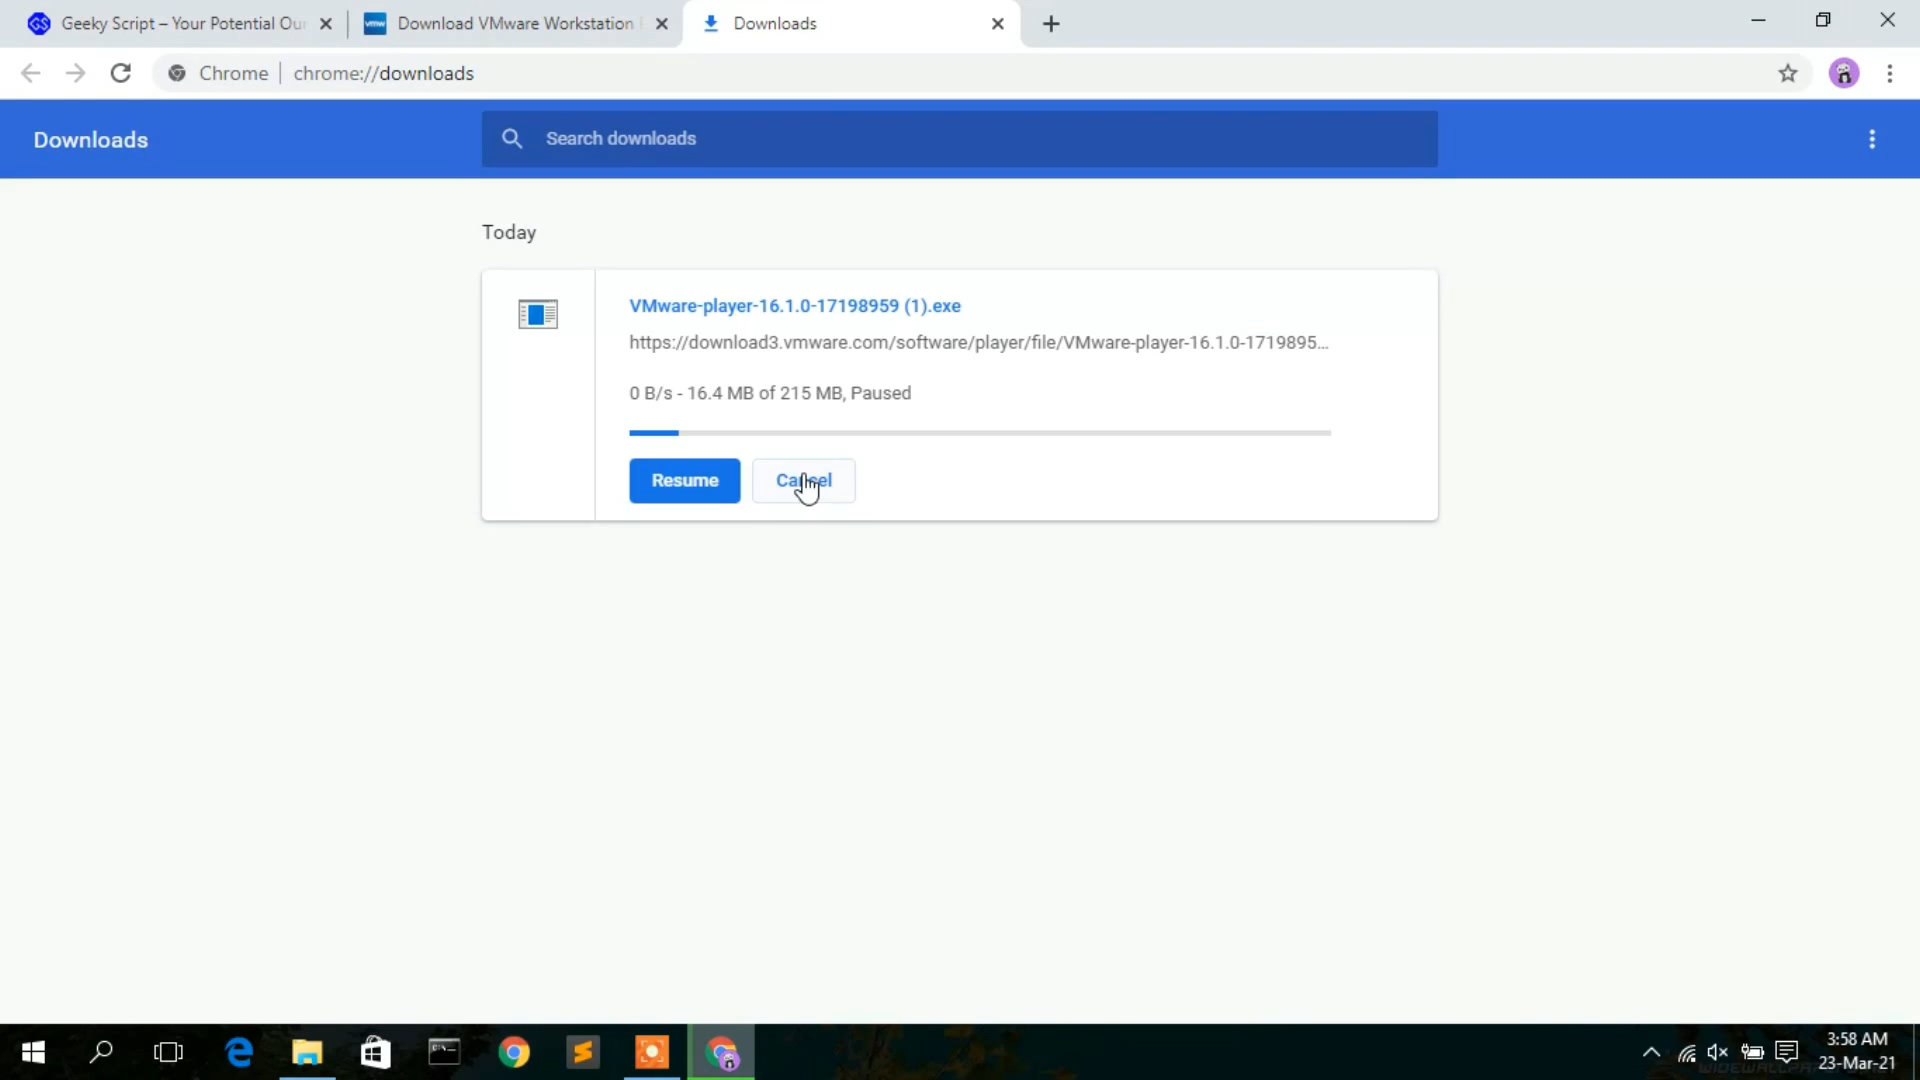 Geeky Script – Your Potential Our
Download VMware Workstation
Downloads
Chrome
chrome://downloads
Downloads
Search downloads
Today
VMware-player-16.1.0-17198959 (1).exe
https://download3.vmware.com/software/player/file/VMware-player-16.1.0-1719895...
0 B/s - 16.4 MB of 215 MB, Paused
Resume
Cancel
3:58 AM
23-Mar-21